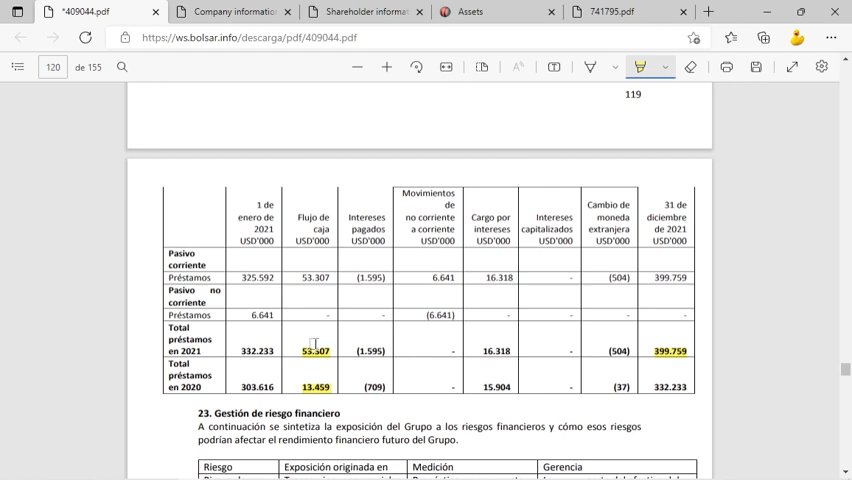 *409044.pdf
Company information
Shareholder informat
Assets
741795.pdf
https://ws.bolsar.info/descarga/pdf/409044.pdf
120 de 155
119
1 de enero de 2021 USD'000 Flujo de caja USD'000 Intereses pagados USD'000 Movimientos de no corriente a corriente USD'000 Cargo por intereses USD'000 Intereses capitalizados USD'000 Cambio de moneda extranjera USD'000 31 de diciembre de 2021 USD'000
Pasivo corriente
Préstamos 325.592 53.307 (1.595) 6.641 16.318 - (504) 399.759
Pasivo no corriente
Préstamos 6.641 - - (6.641) - - - -
Total préstamos en 2021 332.233 53.307 (1.595) - 16.318 - (504) 399.759
Total préstamos en 2020 303.616 13.459 (709) - 15.904 - (37) 332.233
23. Gestión de riesgo financiero
A continuación se sintetiza la exposición del Grupo a los riesgos financieros y cómo esos riesgos
podrían afectar el rendimiento financiero futuro del Grupo.
Riesgo Exposición originada en Medición Gerencia